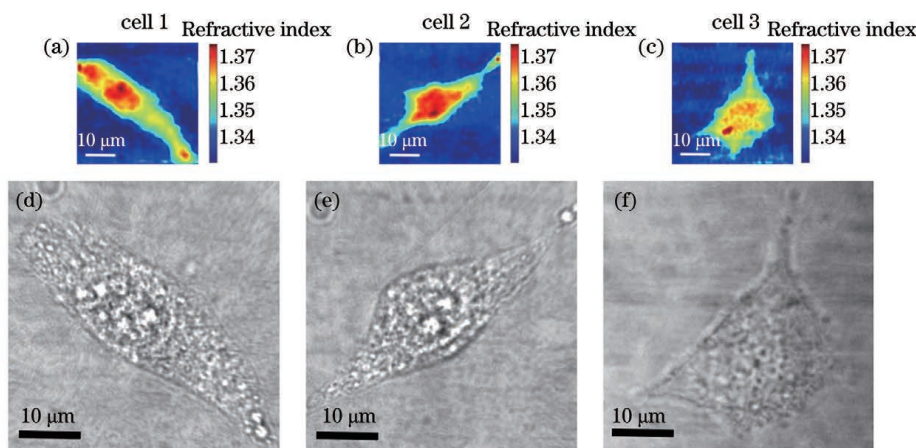 cell 1
cell 2
cell 3
(a)
Refractive index
1.37
1.36
1.35
1.34
10 μm
(b)
Refractive index
1.37
1.36
1.35
1.34
10 μm
(c)
Refractive index
1.37
1.36
1.35
1.34
10 μm
(d)
10 μm
(e)
10 μm
(f)
10 μm